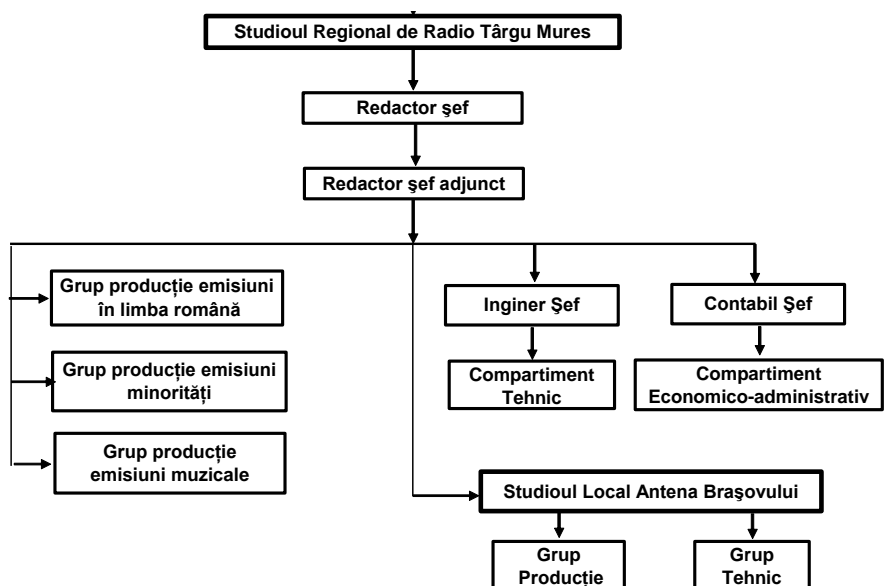 Studioul Regional de Radio Târgu Mures
Redactor şef
Redactor şef adjunct
Grup producție emisiuni
în limba română
Grup producție emisiuni
minorități
Grup producție
emisiuni muzicale
Inginer Şef
Compartiment
Tehnic
Contabil Şef
Compartiment
Economico-administrativ
Studioul Local Antena Braşovului
Grup
Producție
Grup
Tehnic